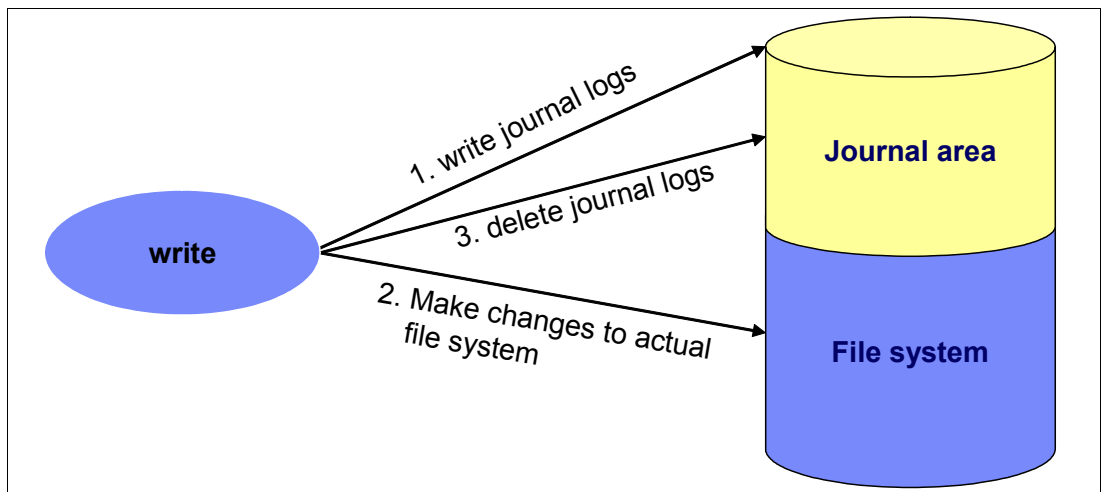 1. write journal logs
Journal area
3. delete journal logs
write
2. Make changes to actual
file system
File system